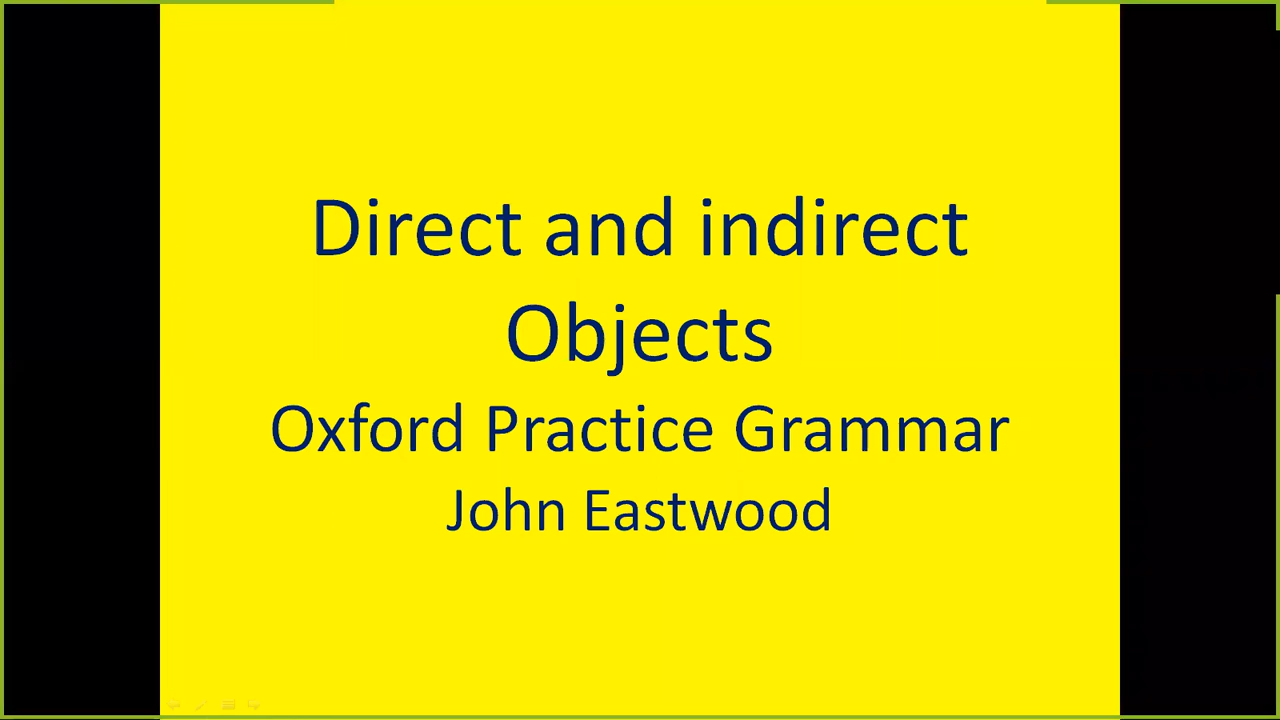 Direct and indirect
Objects
Oxford Practice Grammar
John Eastwood